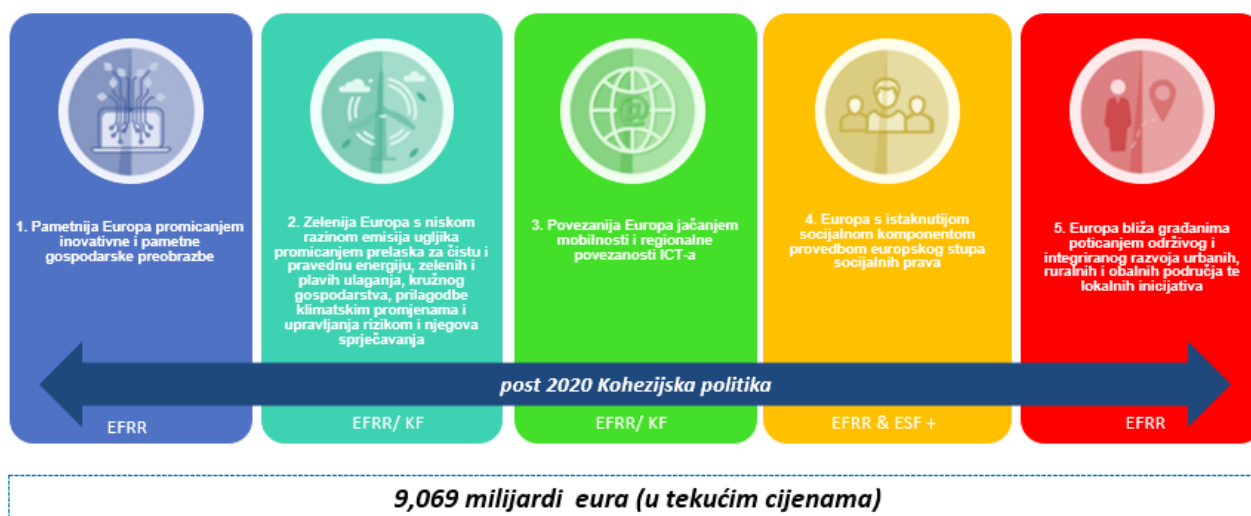 1. Pametnija Europa promicanjem
inovativne i pametne
gospodarske preobrazbe
2. Zelenija Europa s niskom
razinom emisija ugljika
promicanjem prelaska za čistu i
pravednu energiju, zelenih i
plavih ulaganja, kružnog
gospodarstva, prilagodbe
klimatskim promjenama i
upravljanja rizikom i njegova
sprječavanja
@
3. Povezanija Europa jačanjem
mobilnosti i regionalne
povezanosti ICT-a
4. Europa s istaknutijom
socijalnom komponentom
provedbom europskog stupa
socijalnih prava
5. Europa bliža građanima
poticanjem održivog i
integriranog razvoja urbanih,
ruralnih i obalnih područja te
lokalnih inicijativa
post 2020 Kohezijska politika
EFRR
EFRR/ KF
EFRR/ KF
EFRR & ESF +
EFRR
9,069 milijardi eura (u tekućim cijenama)